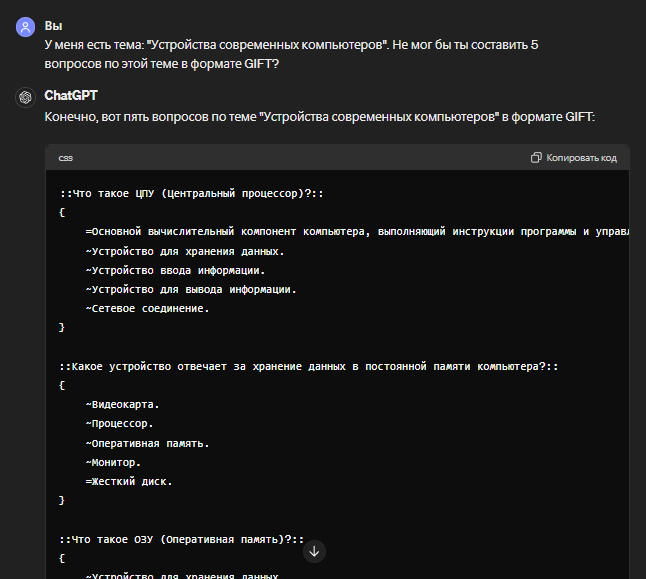 Вы
У меня есть тема: "Устройства современных компьютеров". Не мог бы ты составить 5
вопросов по этой теме в формате GIFT?
ChatGPT
Конечно, вот пять вопросов по теме "Устройства современных компьютеров" в формате GIFT:
css
Копировать код
::Что такое ЦПУ (Центральный процессор)?::
{
=Основной вычислительный компонент компьютера, выполняющий инструкции программы и управл
~Устройство для хранения данных.
~Устройство ввода информации.
~Устройство для вывода информации.
~Сетевое соединение.
}
::Какое устройство отвечает за хранение данных в постоянной памяти компьютера?::
{
~Видеокарта.
~Процессор.
~Оперативная память.
~Монитор.
=Жесткий диск.
}
::Что такое ОЗУ (Оперативная память)?::
{
~Устройство для хранения данных